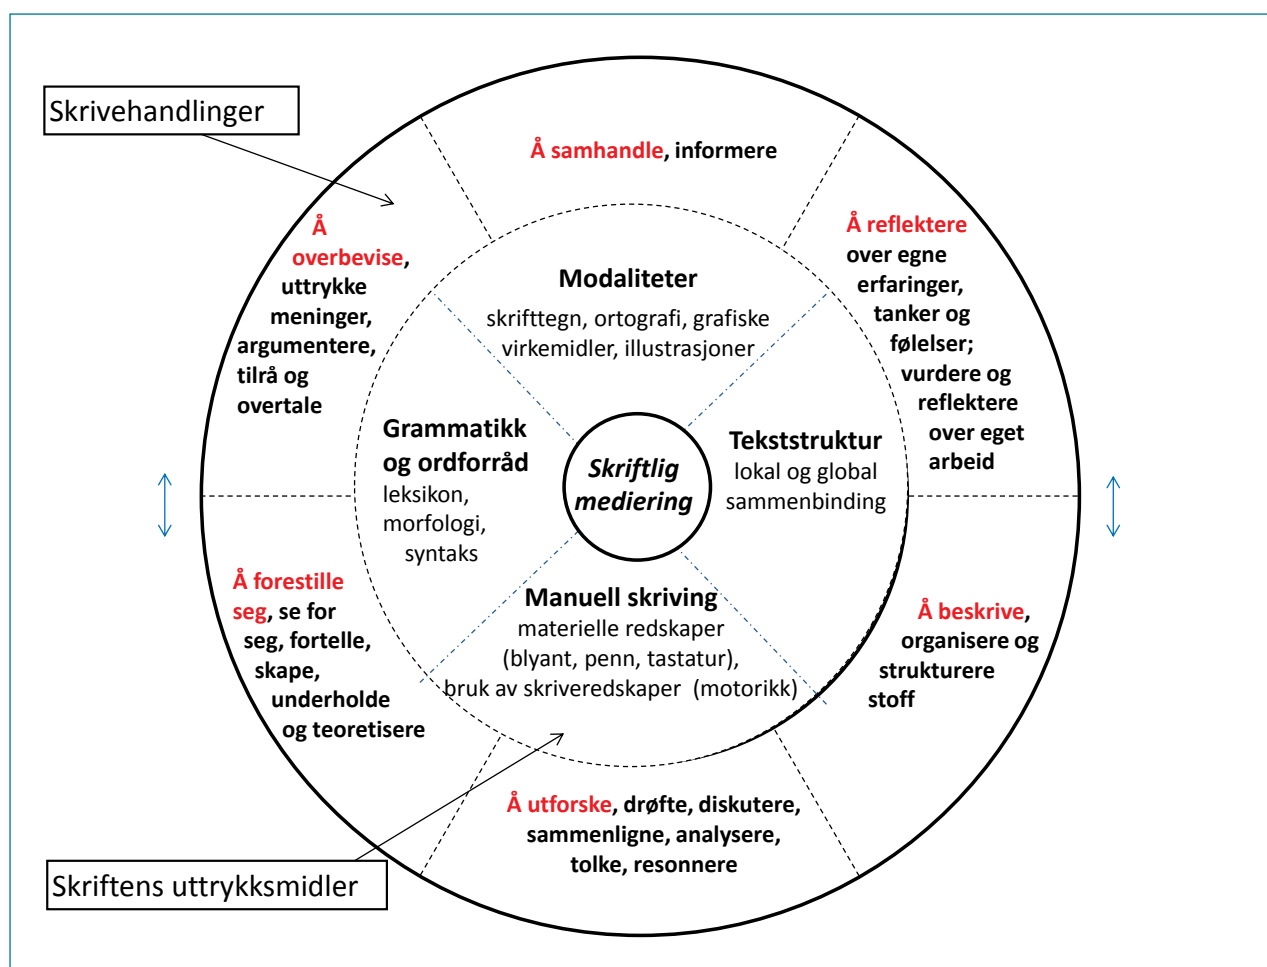 Skrivehandlinger
Å samhandle, informere
Å
overbevise,
uttrykke
meninger,
argumentere,
tilrå og
overtale
Å reflektere
over egne
erfaringer,
tanker og
følelser;
vurdere og
reflektere
over eget
arbeid
Modaliteter
skrifttegn, ortografi, grafiske
virkemidler, illustrasjoner
Grammatikk
og ordforråd
leksikon,
morfologi,
syntaks
Skriftlig
mediering
Tekststruktur
lokal og global
sammenbinding
Manuell skriving
materielle redskaper
(blyant, penn, tastatur),
bruk av skriveredskaper (motorikk)
Å forestille
seg, se for
seg, fortelle,
skape,
underholde
og teoretisere
Å beskrive,
organisere og
strukturere
stoff
Å utforske, drøfte, diskutere,
sammenligne, analysere,
tolke, resonnere
Skriftens uttrykksmidler